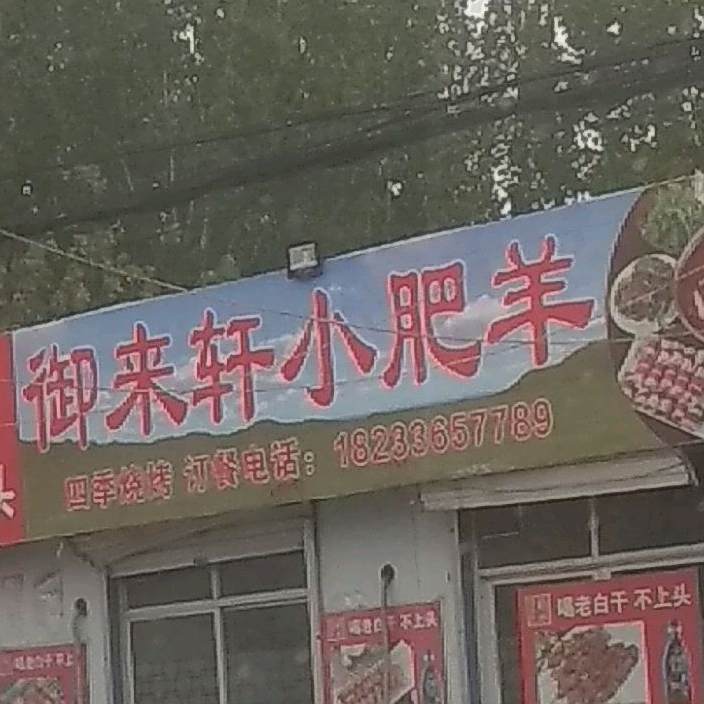 御来轩小肥羊
四季烧烤 订餐电话：18233657789
头
喝老白干 不上
喝老白干 不上头
喝老白干 不上头